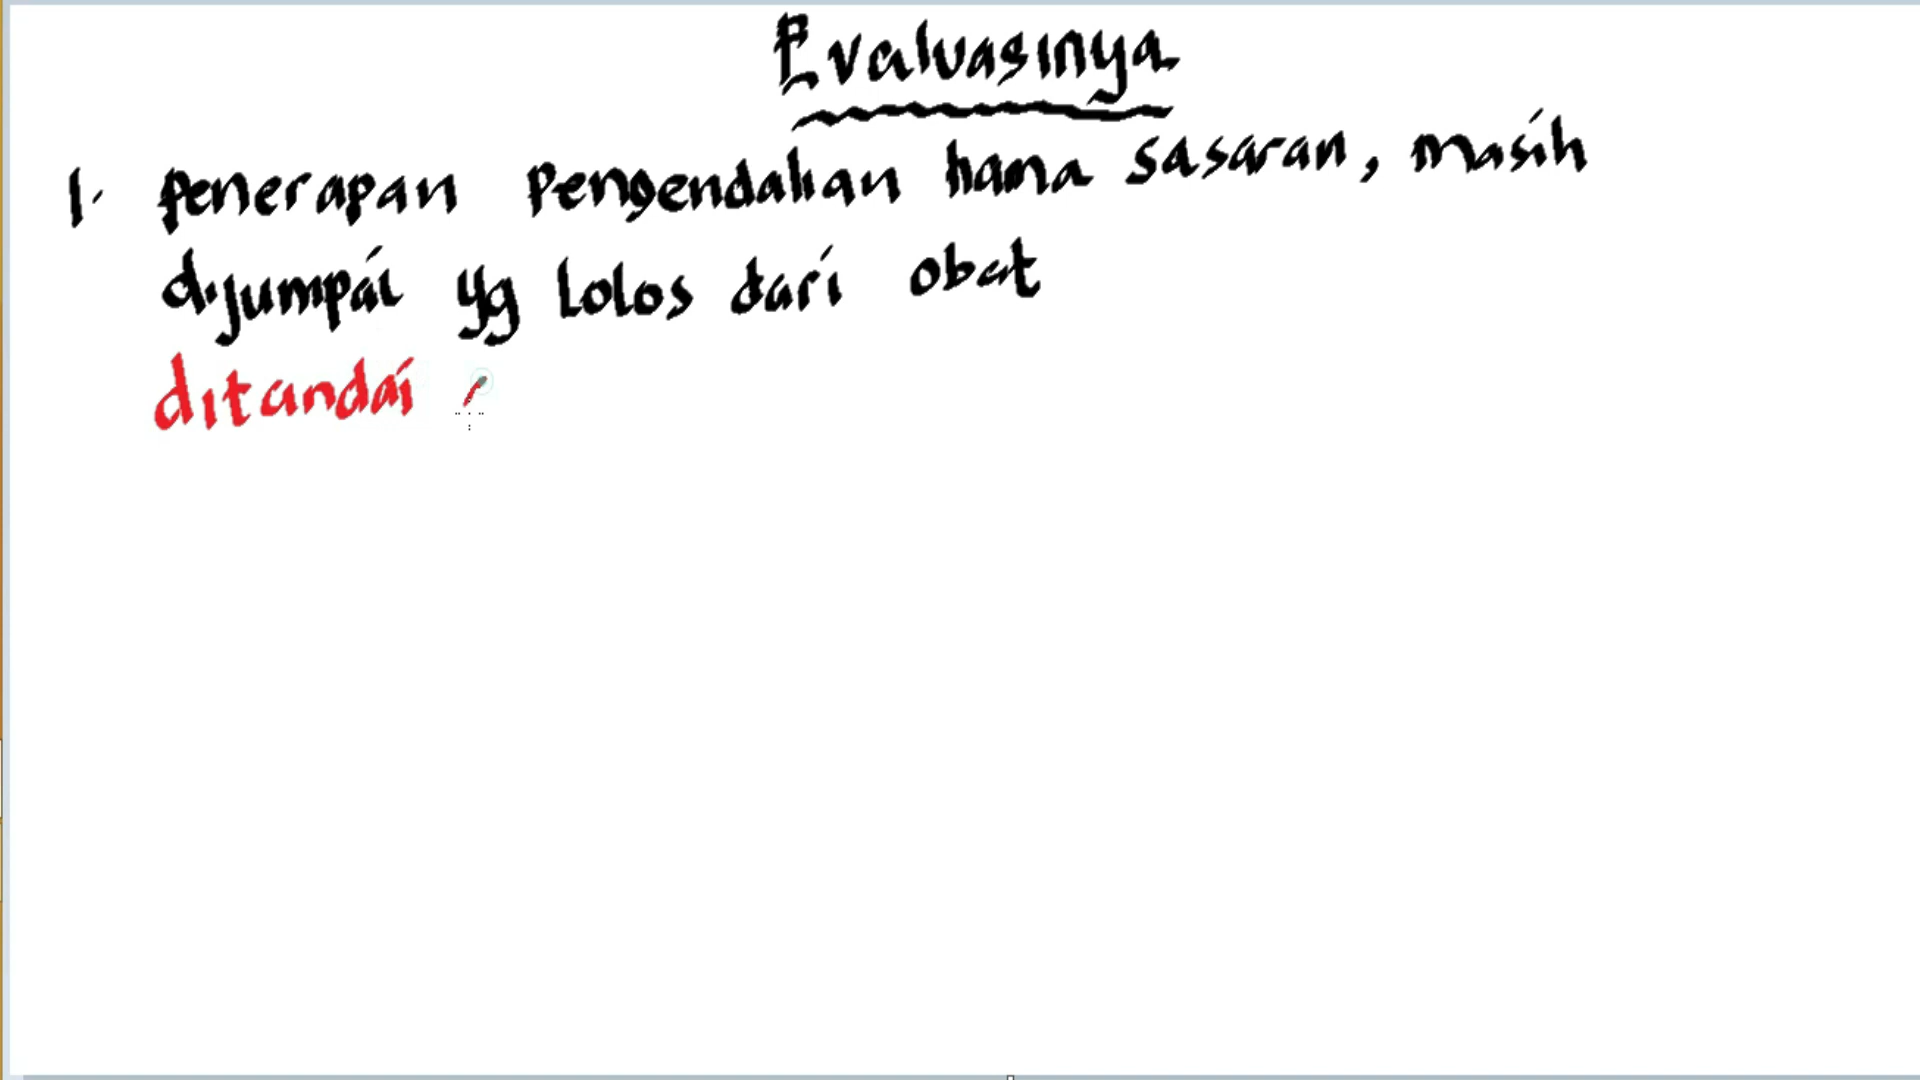 Evaluasinya
1. Penerapan Pengendalian hama sasaran, masih
dijumpai yg lolos dari obat
ditandai